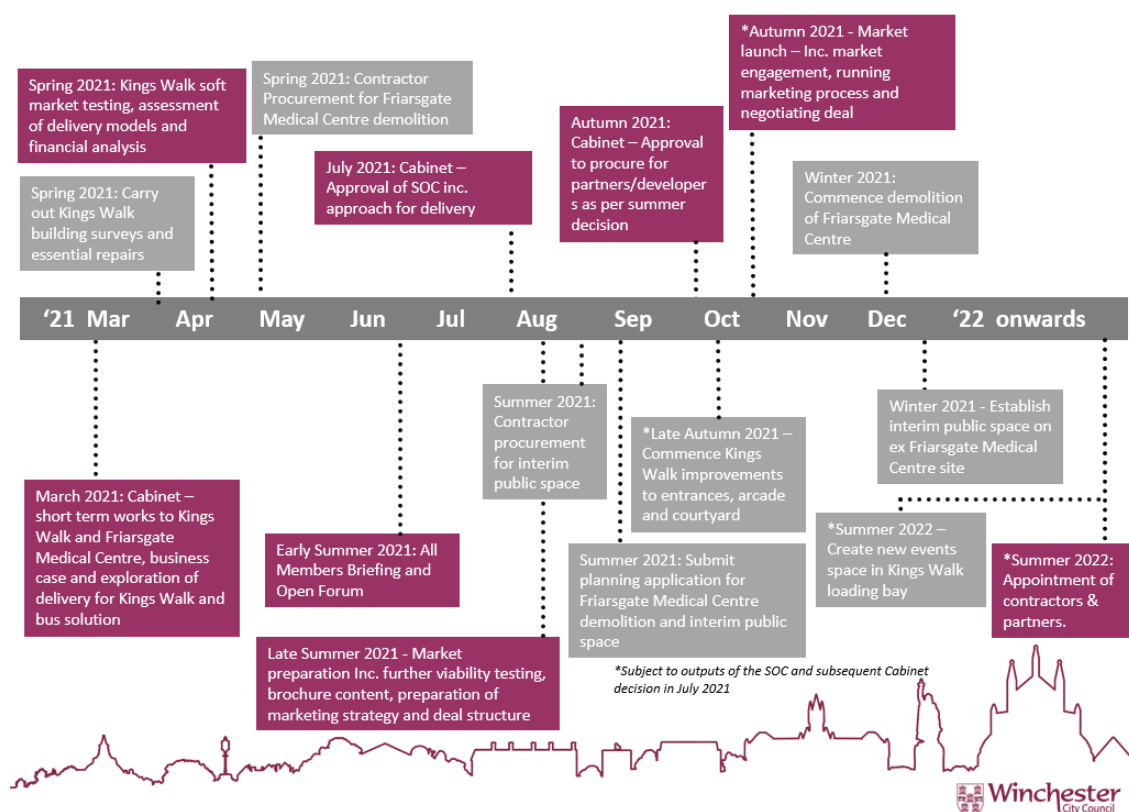 Spring 2021: Kings Walk soft
market testing, assessment
of delivery models and
financial analysis
Spring 2021: Carry
out Kings Walk
building surveys and
essential repairs
Spring 2021: Contractor
Procurement for Friarsgate
Medical Centre demolition
July 2021: Cabinet –
Approval of SOC inc.
approach for delivery
Autumn 2021:
Cabinet – Approval
to procure for
partners/developer
s as per summer
decision
*Autumn 2021 - Market
launch – Inc. market
engagement, running
marketing process and
negotiating deal
Winter 2021:
Commence demolition
of Friarsgate Medical
Centre
‘21 Mar Apr May Jun Jul Aug Sep Oct Nov Dec ‘22 onwards
March 2021: Cabinet –
short term works to Kings
Walk and Friarsgate
Medical Centre, business
case and exploration of
delivery for Kings Walk and
bus solution
Early Summer 2021: All
Members Briefing and
Open Forum
Summer 2021:
Contractor
procurement
for interim
public space
Late Summer 2021 - Market
preparation Inc. further viability testing,
brochure content, preparation of
marketing strategy and deal structure
Summer 2021: Submit
planning application for
Friarsgate Medical Centre
demolition and interim public
space
*Late Autumn 2021 –
Commence Kings
Walk improvements
to entrances, arcade
and courtyard
Winter 2021 - Establish
interim public space on
ex Friarsgate Medical
Centre site
*Summer 2022 –
Create new events
space in Kings Walk
loading bay
*Summer 2022:
Appointment of
contractors &
partners.
*Subject to outputs of the SOC and subsequent Cabinet
decision in July 2021
Winchester
City Council